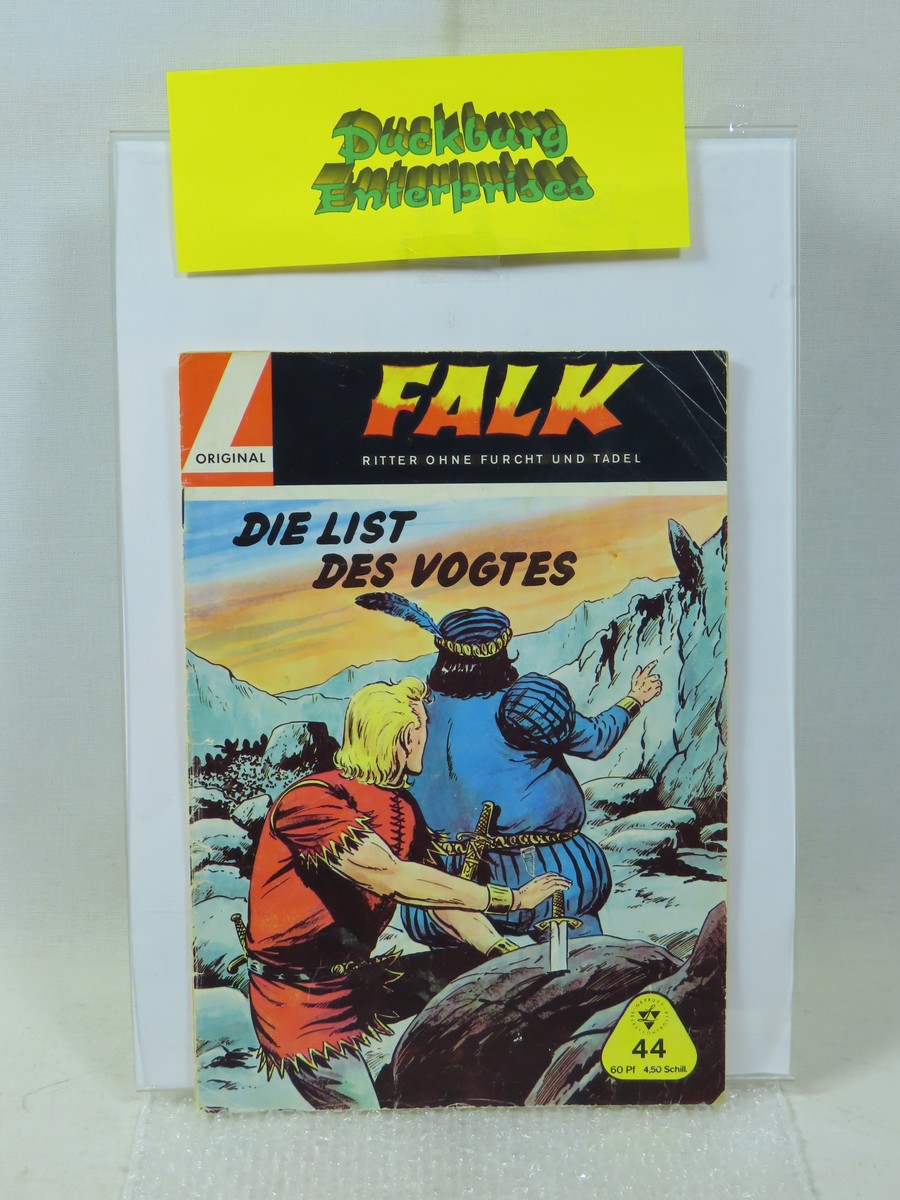 Duckburg
Enterprises
ORIGINAL
FALK
RITTER OHNE FURCHT UND TADEL
DIE LIST
DES VOGTES
44
60 Pf 4,50 Schill.